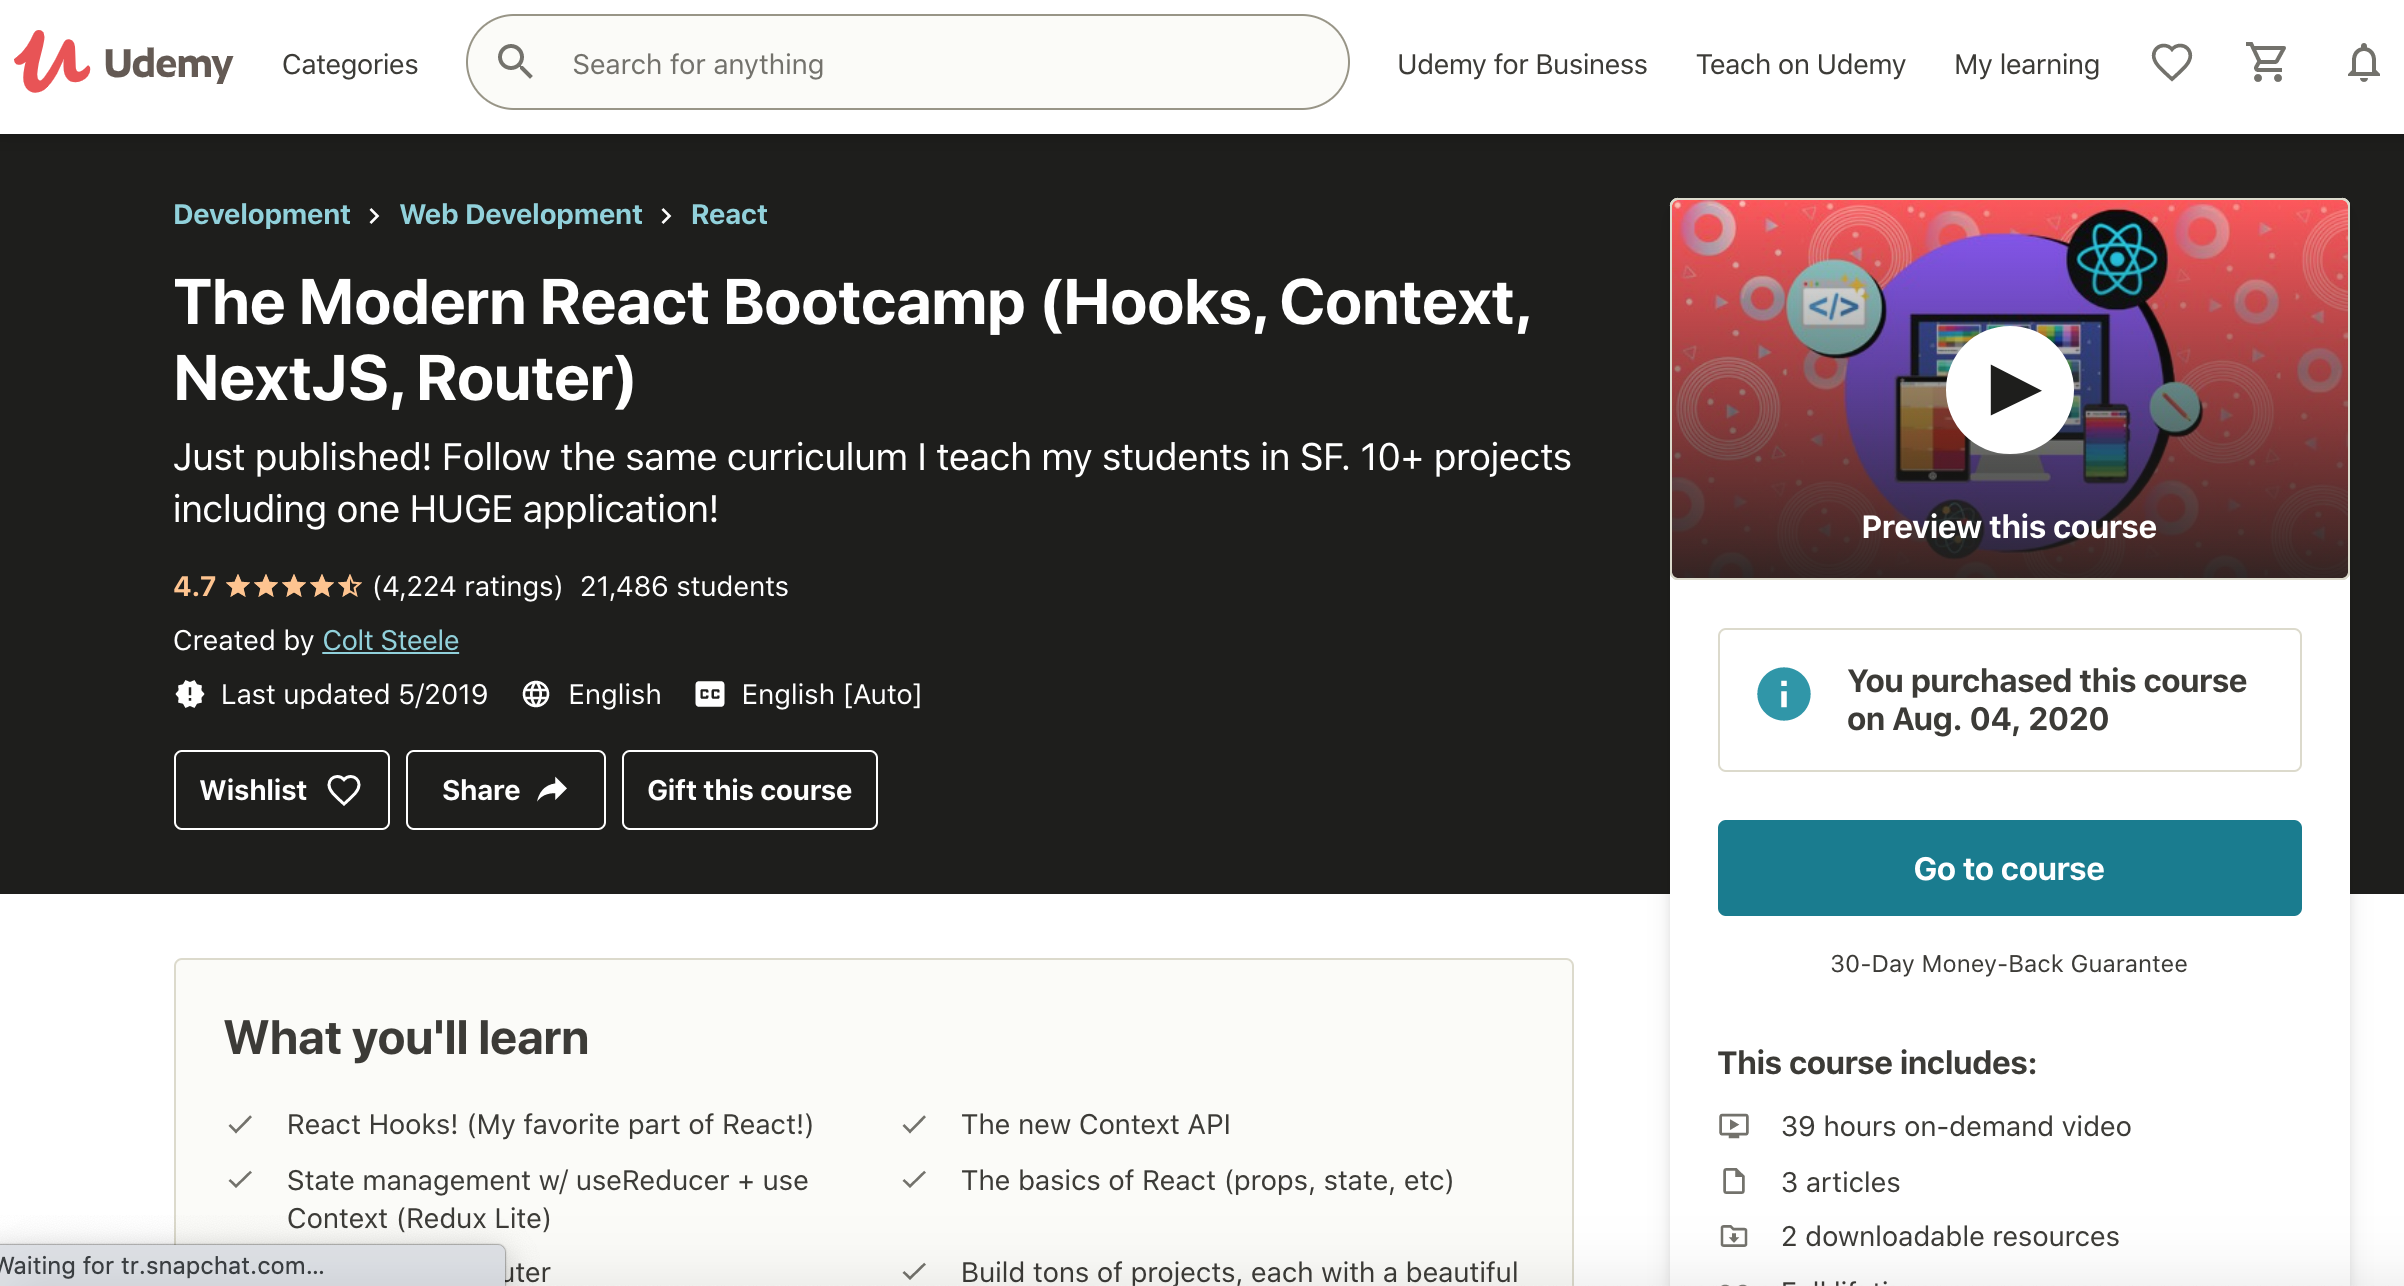 Udemy
Categories
Search for anything
Udemy for Business
Teach on Udemy
My learning
Development > Web Development > React
The Modern React Bootcamp (Hooks, Context,
NextJS, Router)
Just published! Follow the same curriculum I teach my students in SF. 10+ projects
including one HUGE application!
4.7 (4,224 ratings) 21,486 students
Created by Colt Steele
Last updated 5/2019 English CC English [Auto]
Wishlist
Share
Gift this course
</>
Preview this course
You purchased this course
on Aug. 04, 2020
Go to course
30-Day Money-Back Guarantee
This course includes:
39 hours on-demand video
3 articles
2 downloadable resources
What you'll learn
React Hooks! (My favorite part of React!)
The new Context API
State management w/ useReducer + use
Context (Redux Lite)
The basics of React (props, state, etc)
Build tons of projects, each with a beautiful
Waiting for tr.snapchat.com...